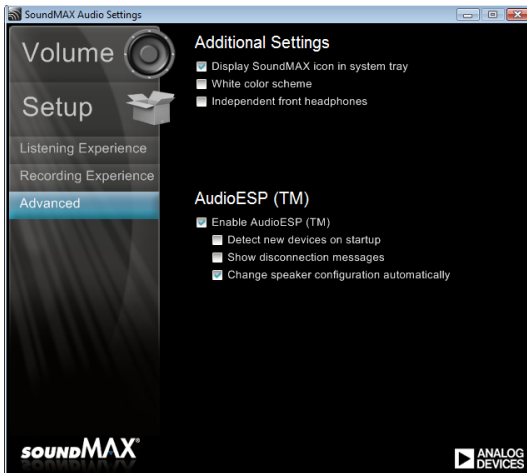 SoundMAX Audio Settings
Volume
Setup
Listening Experience
Recording Experience
Advanced
Additional Settings
Display SoundMAX icon in system tray
White color scheme
Independent front headphones
AudioESP (TM)
Enable AudioESP (TM)
Detect new devices on startup
Show disconnection messages
Change speaker configuration automatically
SOUNDMAX®
ANALOG
DEVICES